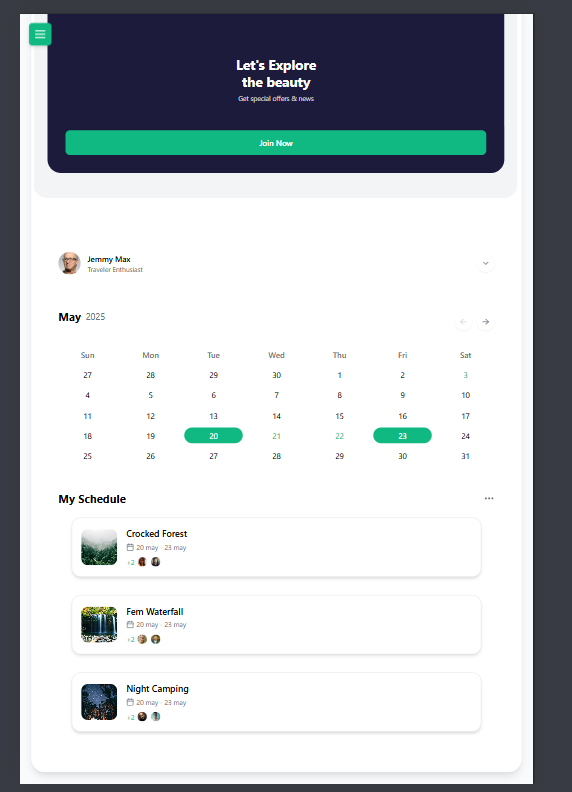 Let's Explore
the beauty
Get special offers & news
Join Now
Jemmy Max
Traveler Enthusiast
May 2025
Sun Mon Tue Wed Thu Fri Sat
27 28 29 30 1 2 3
4 5 6 7 8 9 10
11 12 13 14 15 16 17
18 19 20 21 22 23 24
25 26 27 28 29 30 31
My Schedule
Crocked Forest
20 may - 23 may
+2
Fem Waterfall
20 may - 23 may
+2
Night Camping
20 may - 23 may
+2